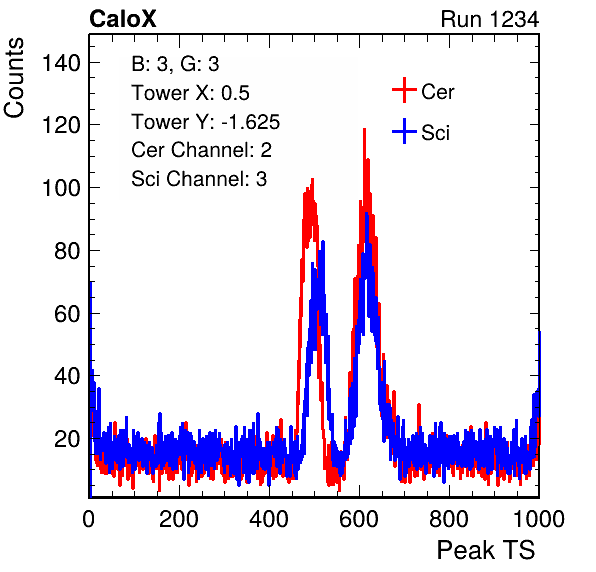 CaloX Run 1234
Counts
B: 3, G: 3
Tower X: 0.5
Tower Y: -1.625
Cer Channel: 2
Sci Channel: 3
Cer
Sci
140
120
100
80
60
40
20
0 200 400 600 800 1000
Peak TS